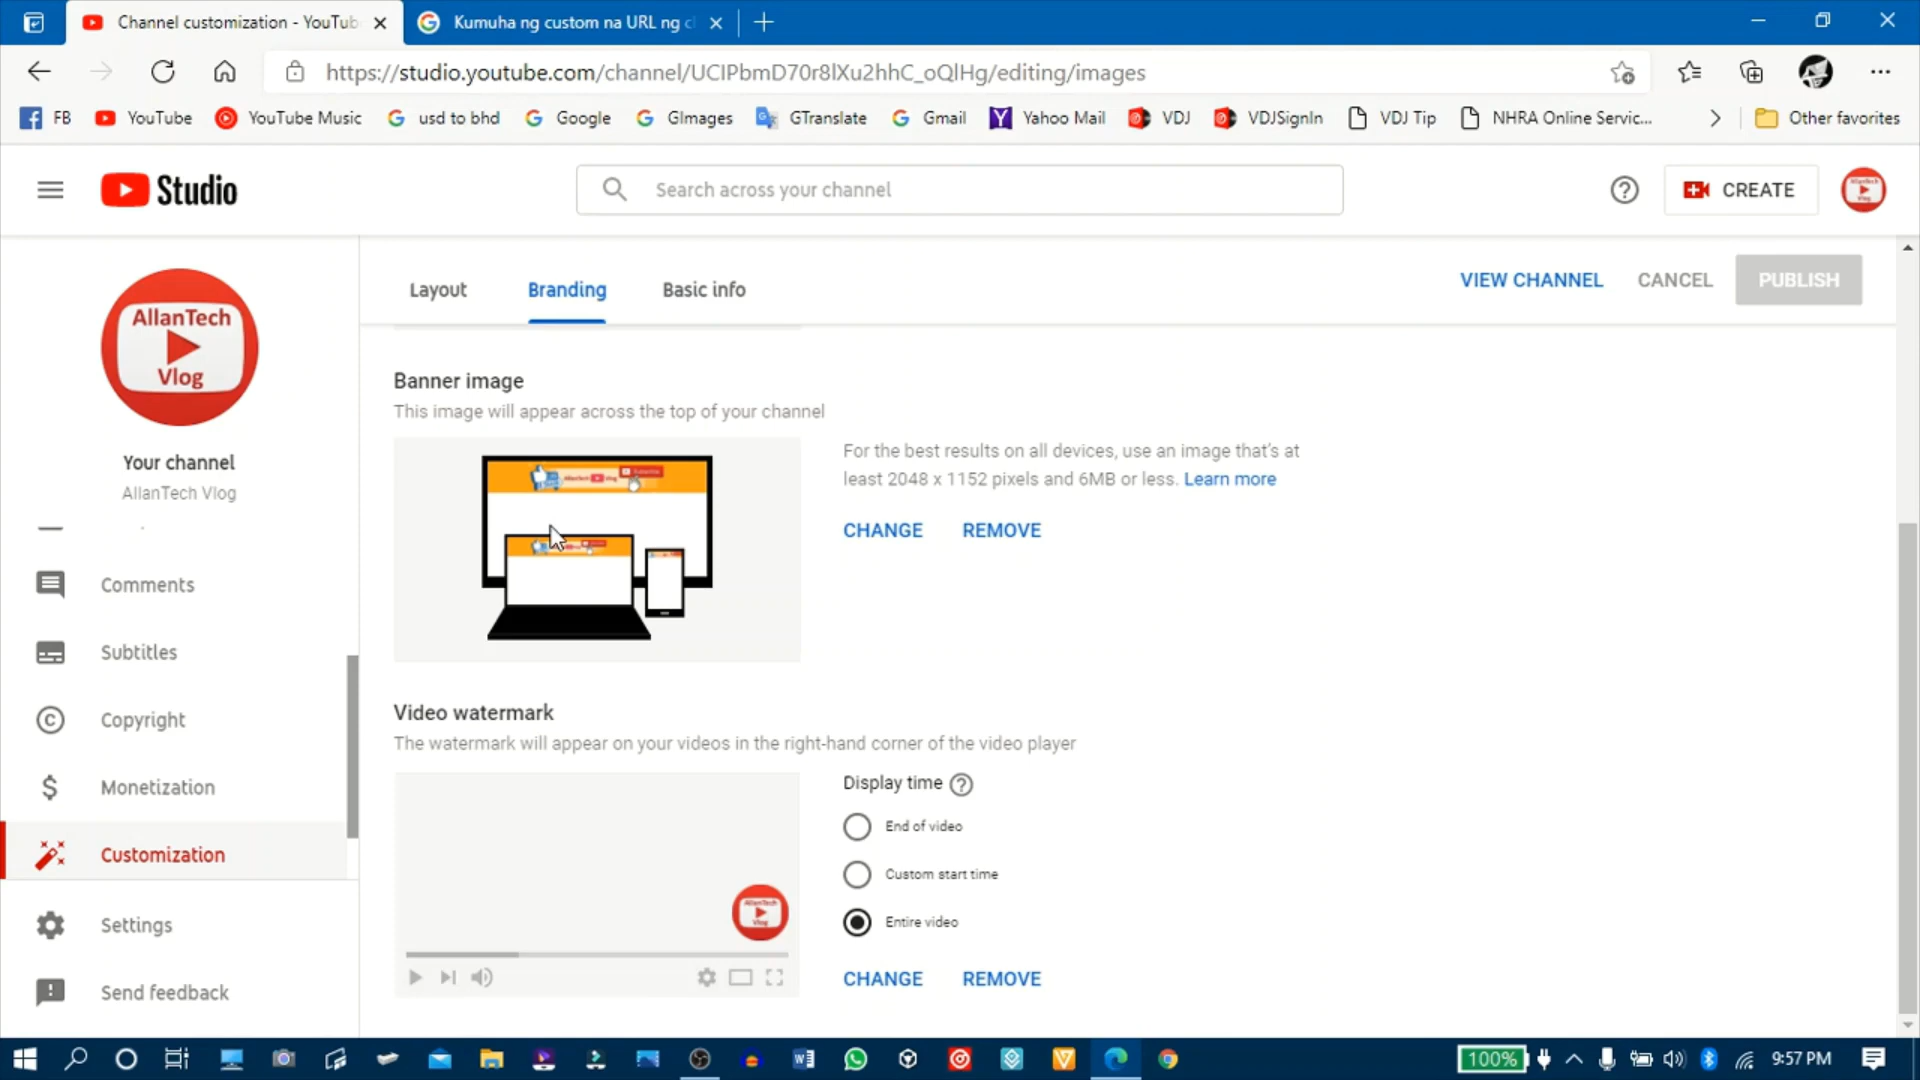 Channel customization - YouTub
Kumuha ng custom na URL ng c
https://studio.youtube.com/channel/UCIPbmD70r8lXu2hhC_oQlHg/editing/images
FB YouTube YouTube Music usd to bhd Google GImages GTranslate Gmail Yahoo Mail VDJ VDJSignIn VDJ Tip NHRA Online Servic... Other favorites
Studio
Search across your channel
CREATE
AllanTech
Vlog
Your channel
AllanTech Vlog
Comments
Subtitles
Copyright
Monetization
Customization
Settings
Send feedback
Layout Branding Basic info
VIEW CHANNEL CANCEL PUBLISH
Banner image
This image will appear across the top of your channel
For the best results on all devices, use an image that's at
least 2048 x 1152 pixels and 6MB or less. Learn more
CHANGE REMOVE
Video watermark
The watermark will appear on your videos in the right-hand corner of the video player
AllanTech
Vlog
Display time
End of video
Custom start time
Entire video
CHANGE REMOVE
100%
9:57 PM